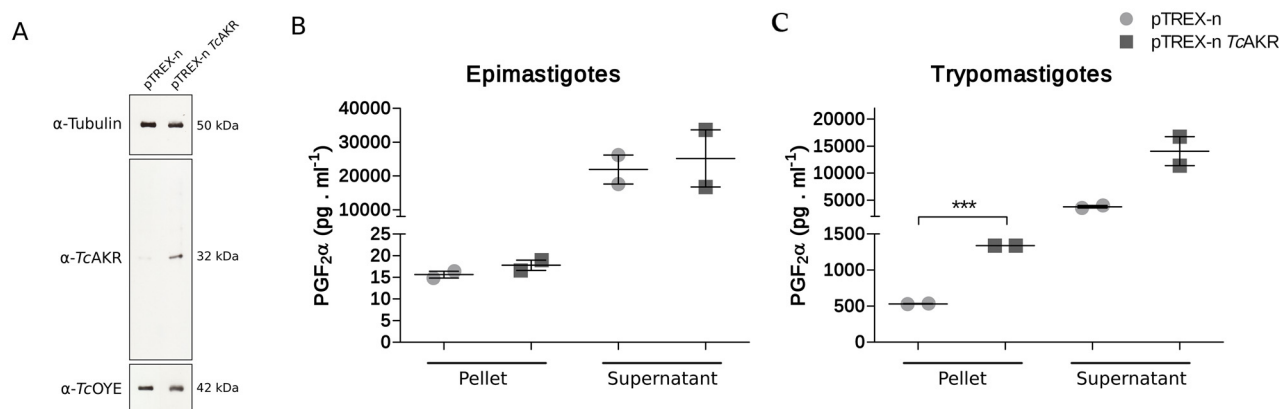 A
pTREX-n
pTREX-n TcAKR
α-Tubulin
50 kDa
α-TcAKR
32 kDa
α-TcOYE
42 kDa
B
Epimastigotes
PGF2α (pg . ml-1)
40000
30000
20000
10000
25
20
15
10
5
0
Pellet
Supernatant
C
pTREX-n
pTREX-n TcAKR
Trypomastigotes
PGF2α (pg . ml-1)
20000
15000
10000
5000
1500
1000
500
0
***
Pellet
Supernatant